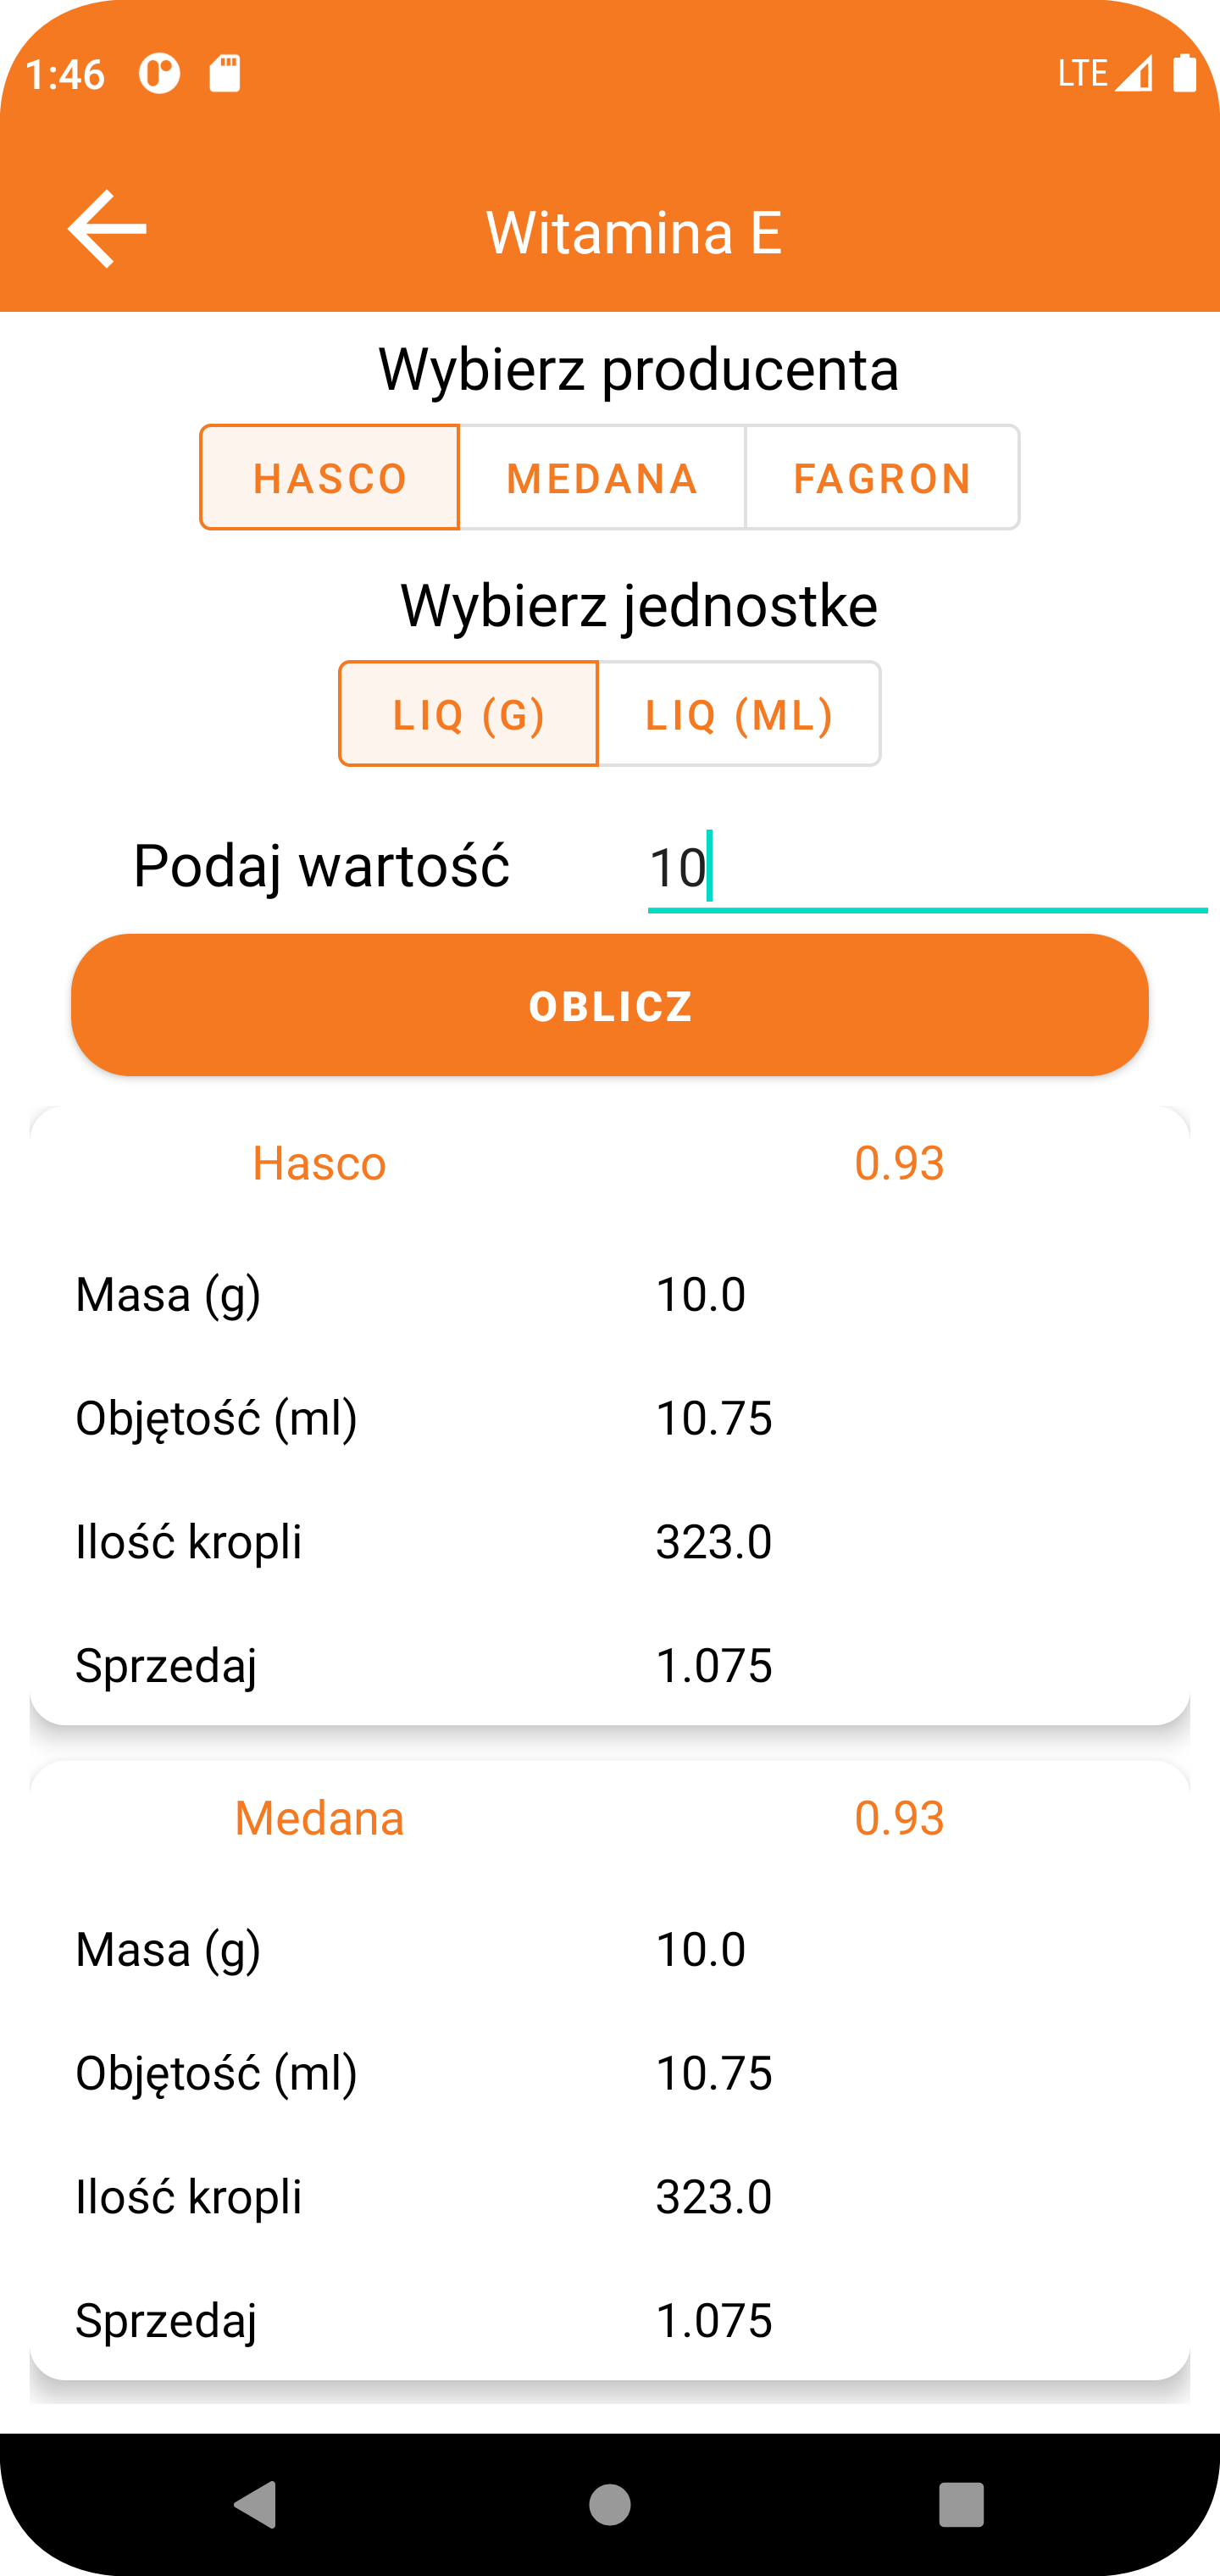 1:46 LTE
Witamina E
Wybierz producenta
HASCO MEDANA FAGRON
Wybierz jednostke
LIQ (G) LIQ (ML)
Podaj wartość 10
OBLICZ
Hasco 0.93
Masa (g) 10.0
Objętość (ml) 10.75
Ilość kropli 323.0
Sprzedaj 1.075
Medana 0.93
Masa (g) 10.0
Objętość (ml) 10.75
Ilość kropli 323.0
Sprzedaj 1.075